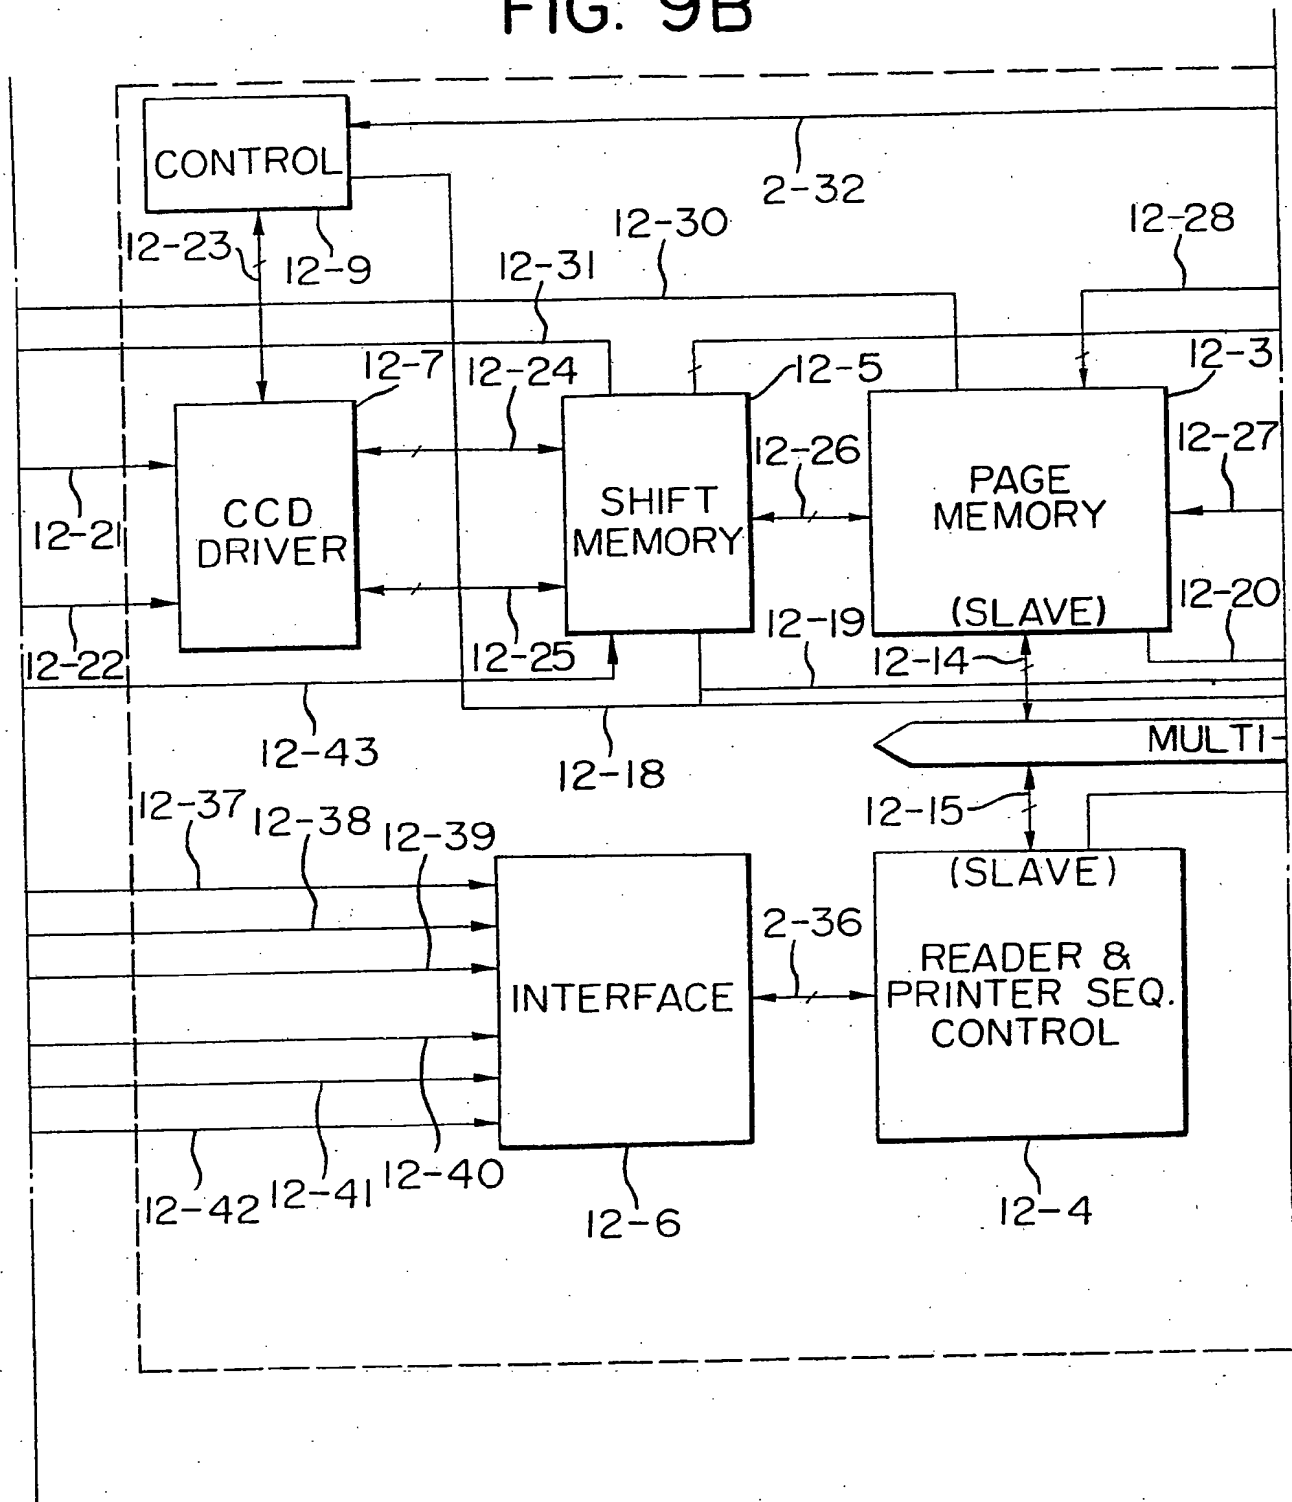 FIG. 9B
CONTROL
2-32
12-23
12-9
12-30
12-28
12-31
12-7
12-24
12-5
12-3
12-21
CCD
DRIVER
SHIFT
MEMORY
12-26
PAGE
MEMORY
(SLAVE)
12-27
12-22
12-25
12-19
12-14
12-20
12-43
12-18
MULTI-
12-15
12-37
12-38
12-39
INTERFACE
2-36
(SLAVE)
READER &
PRINTER SEQ.
CONTROL
12-42
12-41
12-40
12-6
12-4